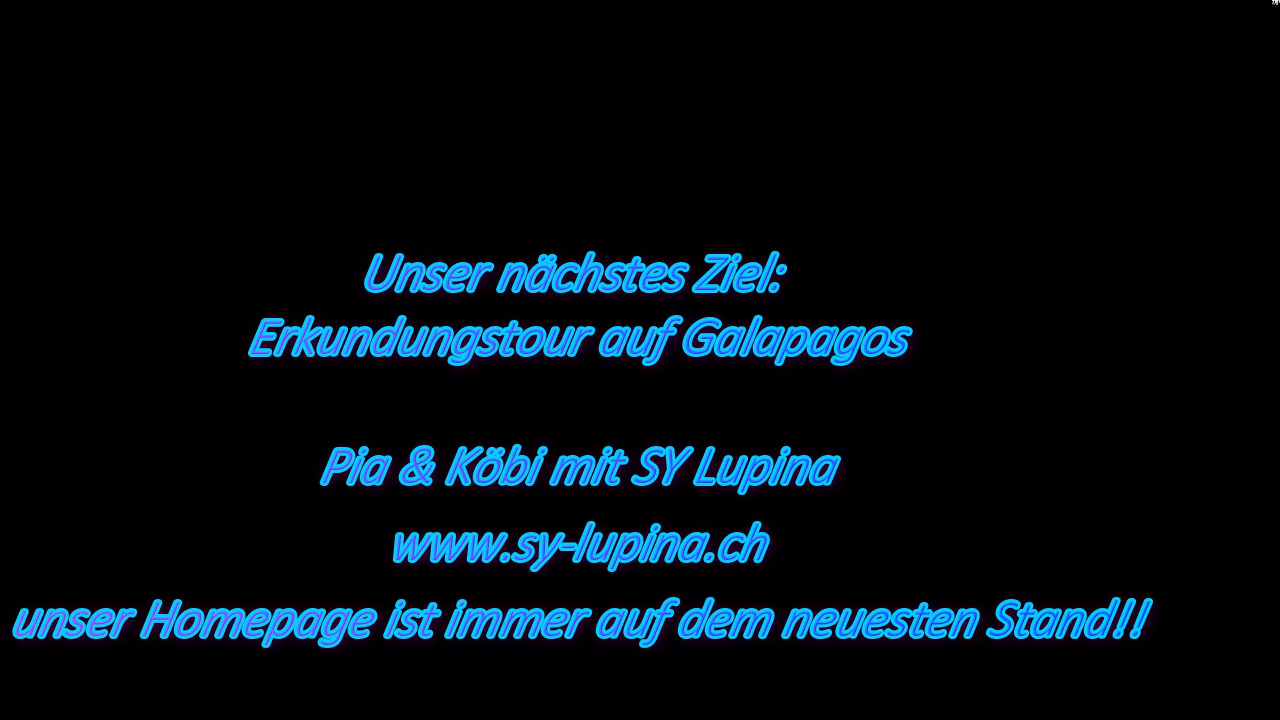 Unser nächstes Ziel:
Erkundungstour auf Galapagos
Pia & Köbi mit SY Lupina
www.sy-lupina.ch
unser Homepage ist immer auf dem neuesten Stand!!